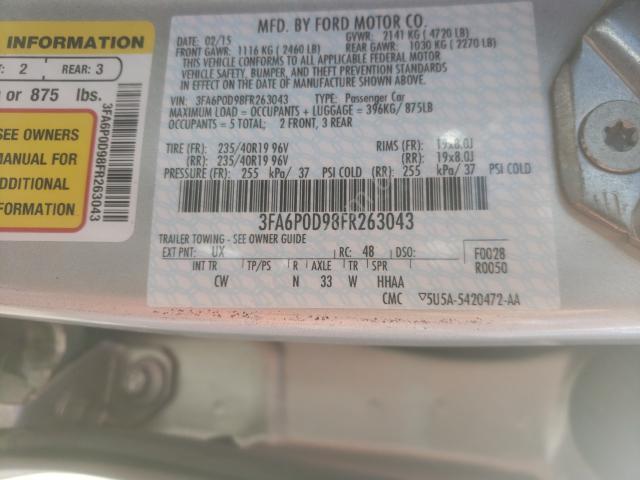 INFORMATION
: 2 REAR: 3
or 875 lbs.
SEE OWNERS
MANUAL FOR
ADDITIONAL
INFORMATION
3FA6P0D98FR263043
MFD. BY FORD MOTOR CO.
DATE: 02/15 GVWR: 2141 KG (4720 LB)
FRONT GAWR: 1116 KG (2460 LB) REAR GAWR: 1030 KG (2270 LB)
THIS VEHICLE CONFORMS TO ALL APPLICABLE FEDERAL MOTOR
VEHICLE SAFETY, BUMPER, AND THEFT PREVENTION STANDARDS
IN EFFECT ON THE DATE OF MANUFACTURE SHOWN ABOVE.
VIN: 3FA6P0D98FR263043 TYPE: Passenger Car
MAXIMUM LOAD = OCCUPANTS + LUGGAGE = 396KG/ 875LB
OCCUPANTS = 5 TOTAL; 2 FRONT, 3 REAR
TIRE (FR): 235/40R19 96V RIMS (FR): 19x8.0J
(RR): 235/40R19 96V (RR): 19x8.0J
PRESSURE (FR): 255 kPa/ 37 PSI COLD (RR): 255 kPa/ 37 PSI COLD
3FA6P0D98FR263043
TRAILER TOWING - SEE OWNER GUIDE
EXT PNT: UX RC: 48 DSO: F0028
R0050
INT TR TP/PS R AXLE TR SPR
CW N 33 W HHAA
CMC 5U5A-5420472-AA